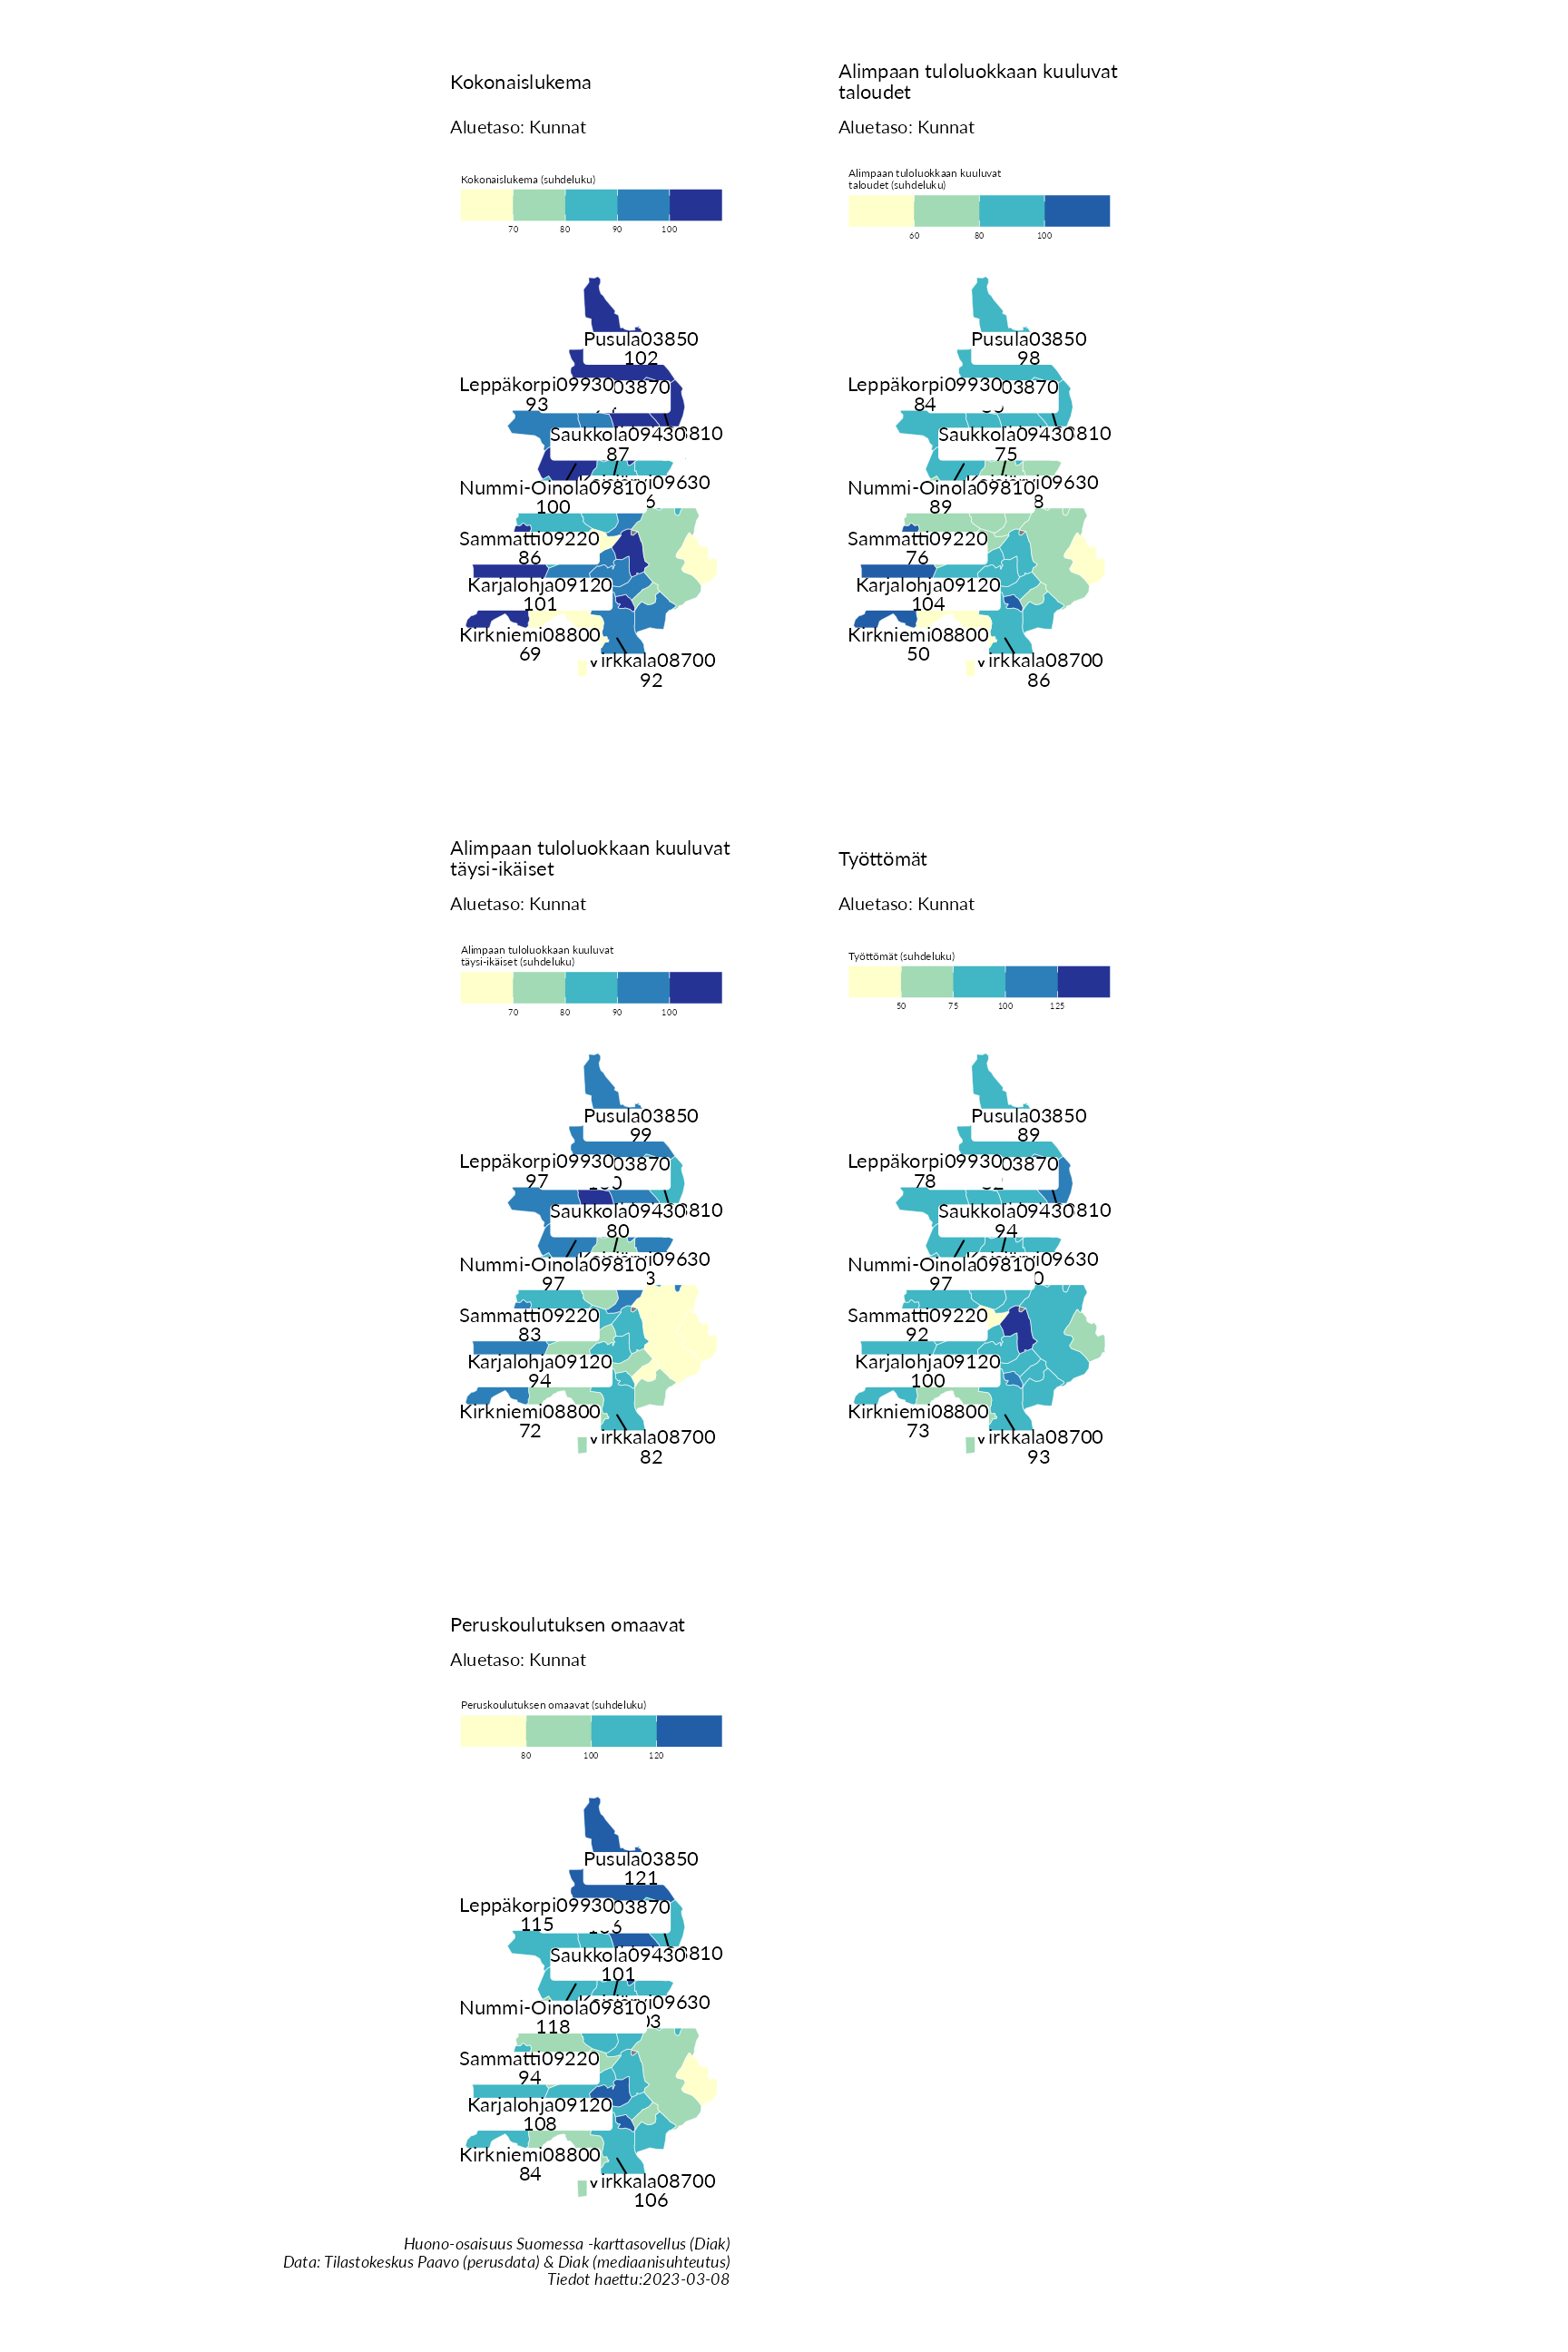 Kokonaislukema
Aluetaso: Kunnat
Kokonaislukema (suhdeluku)
70 80 90 100
Pusula03850
102
Leppäkorpi09930
93
03870
Saukkola09430
87
810
Nummi-Oinola09810
100
09630
Sammatti09220
86
Karjalohja09120
101
Kirkniemi08800
69
Virkkala08700
92
Alimpaan tuloluokkaan kuuluvat
taloudet
Aluetaso: Kunnat
Alimpaan tuloluokkaan kuuluvat
taloudet (suhdeluku)
60 80 100
Pusula03850
98
Leppäkorpi09930
84
03870
Saukkola09430
75
810
Nummi-Oinola09810
89
09630
Sammatti09220
76
Karjalohja09120
104
Kirkniemi08800
50
Virkkala08700
86
Alimpaan tuloluokkaan kuuluvat
täysi-ikäiset
Aluetaso: Kunnat
Alimpaan tuloluokkaan kuuluvat
täysi-ikäiset (suhdeluku)
70 80 90 100
Pusula03850
99
Leppäkorpi09930
97
03870
Saukkola09430
80
810
Nummi-Oinola09810
97
09630
Sammatti09220
83
Karjalohja09120
94
Kirkniemi08800
72
Virkkala08700
82
Työttömät
Aluetaso: Kunnat
Työttömät (suhdeluku)
50 75 100 125
Pusula03850
89
Leppäkorpi09930
78
03870
Saukkola09430
94
810
Nummi-Oinola09810
97
09630
Sammatti09220
92
Karjalohja09120
100
Kirkniemi08800
73
Virkkala08700
93
Peruskoulutuksen omaavat
Aluetaso: Kunnat
Peruskoulutuksen omaavat (suhdeluku)
80 100 120
Pusula03850
121
Leppäkorpi09930
115
03870
Saukkola09430
101
810
Nummi-Oinola09810
118
09630
Sammatti09220
94
Karjalohja09120
108
Kirkniemi08800
84
Virkkala08700
106
Huono-osaisuus Suomessa -karttasovellus (Diak)
Data: Tilastokeskus Paavo (perusdata) & Diak (mediaanisuhteutus)
Tiedot haettu:2023-03-08